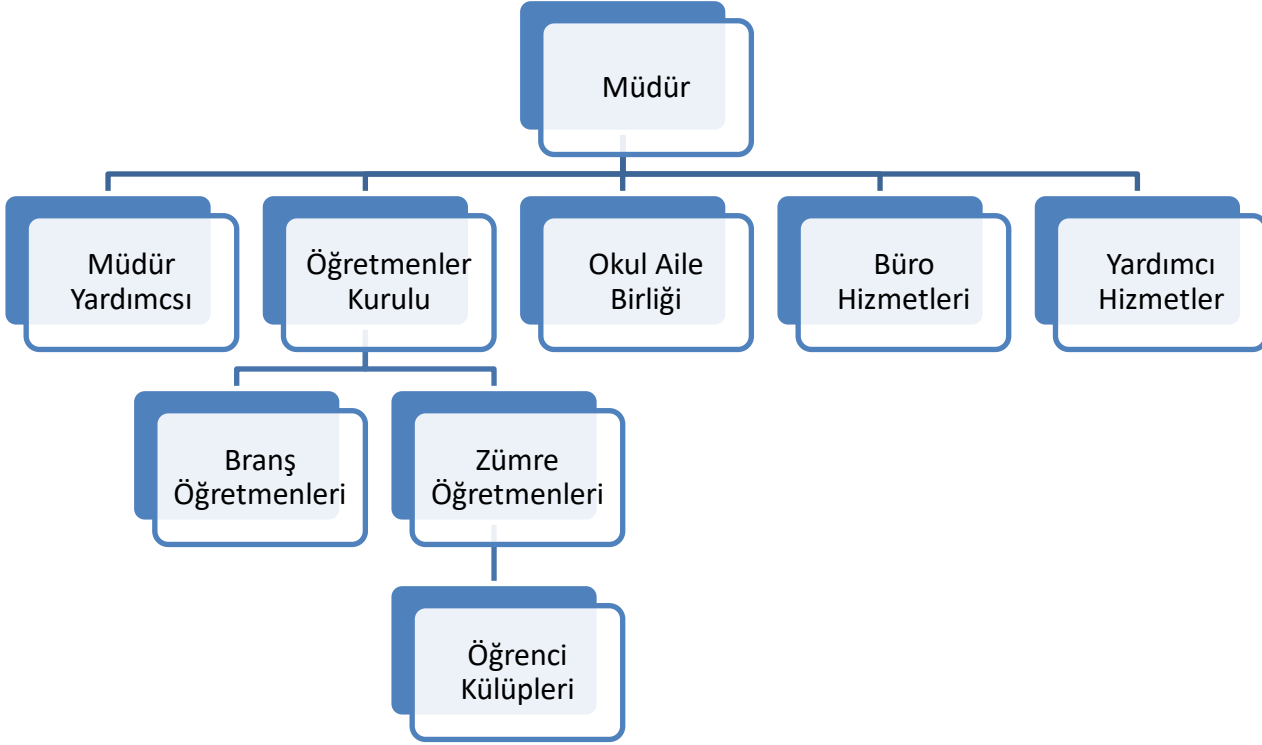 Müdür
Müdür
Yardımcsı
Öğretmenler
Kurulu
Okul Aile
Birliği
Büro
Hizmetleri
Yardımcı
Hizmetler
Branş
Öğretmenleri
Zümre
Öğretmenleri
Öğrenci
Külüpleri